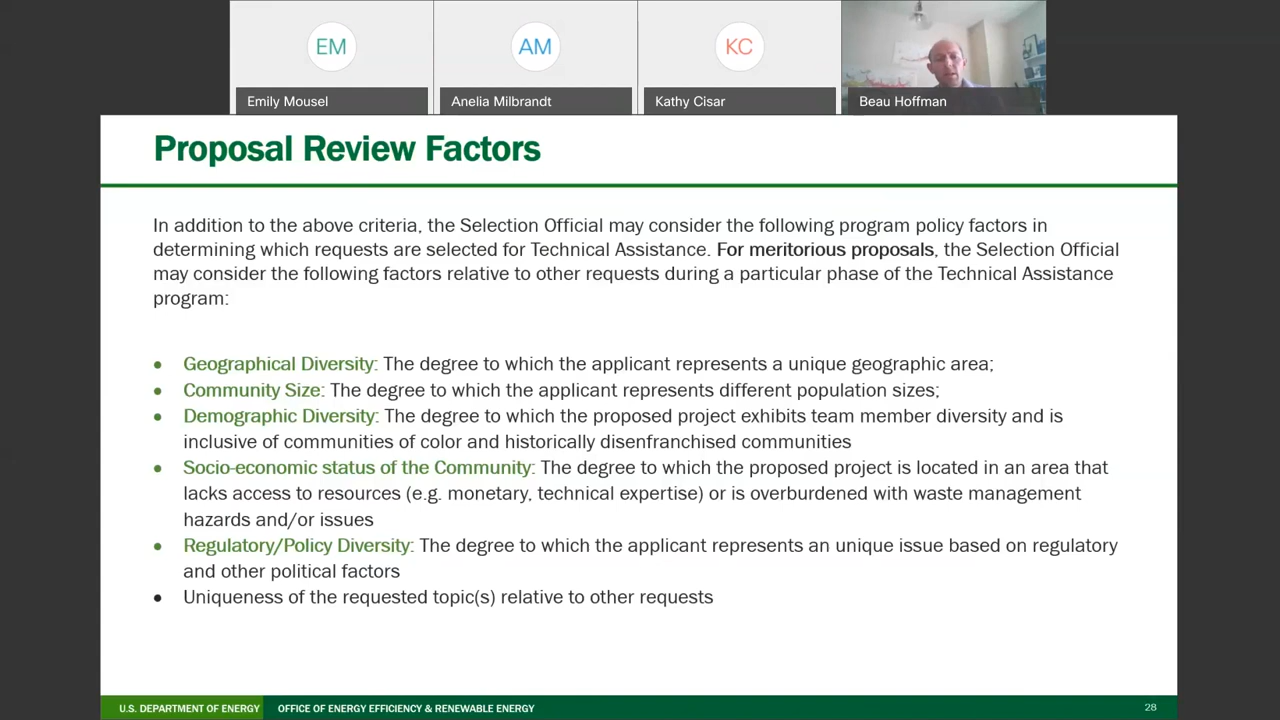 EM
AM
KC
Emily Mousel
Anelia Milbrandt
Kathy Cisar
Beau Hoffman
Proposal Review Factors
In addition to the above criteria, the Selection Official may consider the following program policy factors in
determining which requests are selected for Technical Assistance. For meritorious proposals, the Selection Official
may consider the following factors relative to other requests during a particular phase of the Technical Assistance
program:
• Geographical Diversity: The degree to which the applicant represents a unique geographic area;
• Community Size: The degree to which the applicant represents different population sizes;
• Demographic Diversity: The degree to which the proposed project exhibits team member diversity and is
inclusive of communities of color and historically disenfranchised communities
• Socio-economic status of the Community: The degree to which the proposed project is located in an area that
lacks access to resources (e.g. monetary, technical expertise) or is overburdened with waste management
hazards and/or issues
• Regulatory/Policy Diversity: The degree to which the applicant represents an unique issue based on regulatory
and other political factors
• Uniqueness of the requested topic(s) relative to other requests
U.S. DEPARTMENT OF ENERGY OFFICE OF ENERGY EFFICIENCY & RENEWABLE ENERGY 28